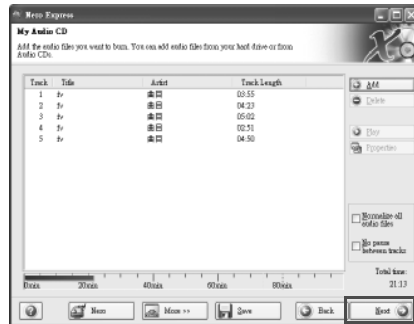 Nero Express
My Audio CD
Add the audio files you want to burn. You can add audio files from your hard drive or from
Audio CDs.
Track Title Artist Track Length
1 03:55
2 04:23
3 05:02
4 02:51
5 04:50
Add
Delete
Play
Properties
Normalize all
audio files
No pause
between tracks
Total time:
21:13
0min 20min 40min 60min 80min
Nero More >> Save Back Next